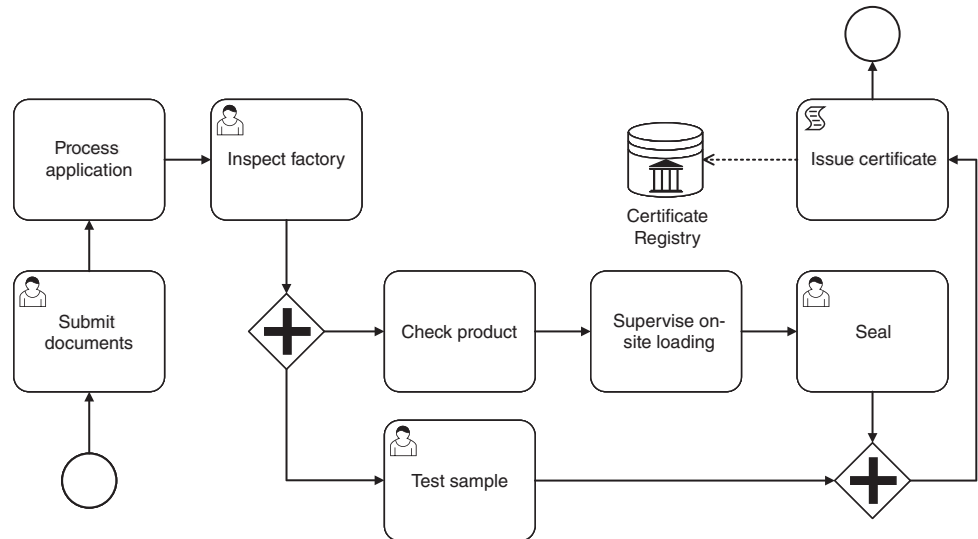 Process
application
Inspect factory
Issue certificate
Certificate
Registry
Submit
documents
Check product
Supervise on-
site loading
Seal
Test sample